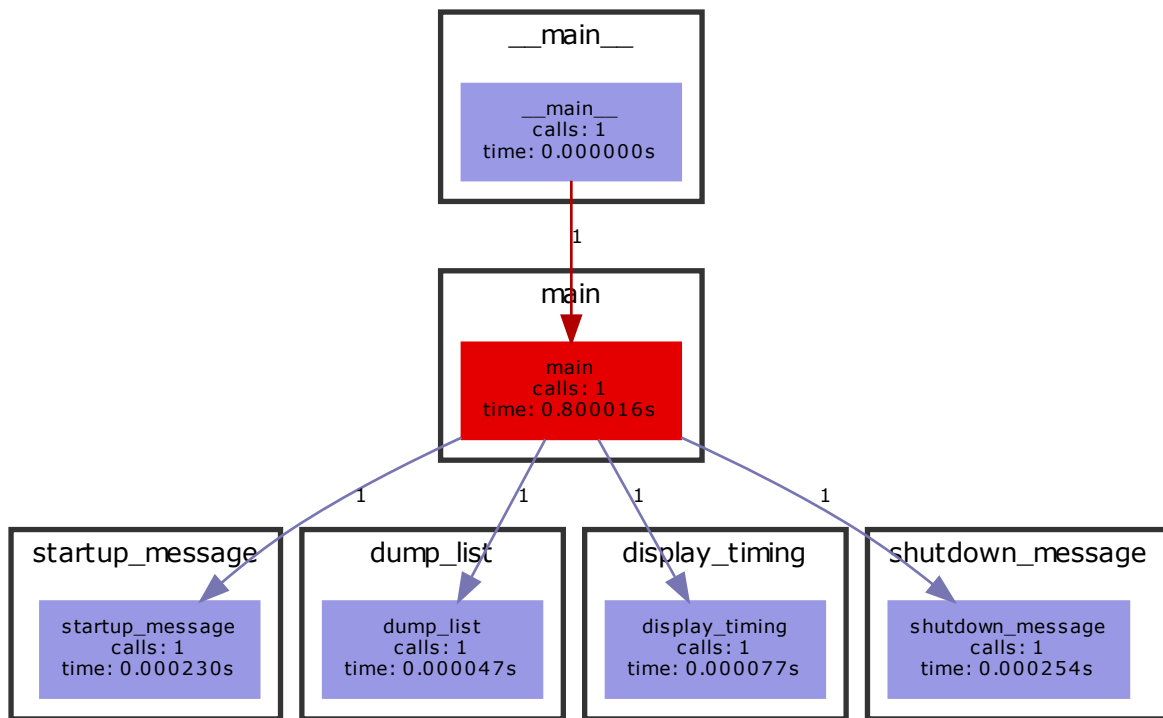 __main__
__main__
calls: 1
time: 0.000000s
1
main
main
calls: 1
time: 0.800016s
1
1
1
1
startup_message
startup_message
calls: 1
time: 0.000230s
dump_list
dump_list
calls: 1
time: 0.000047s
display_timing
display_timing
calls: 1
time: 0.000077s
shutdown_message
shutdown_message
calls: 1
time: 0.000254s